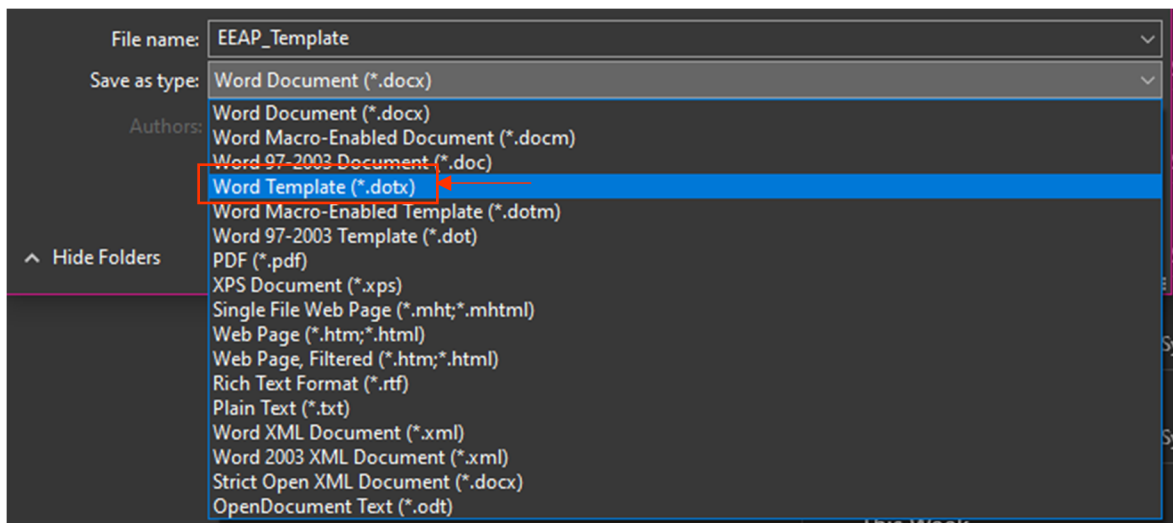 File name: EEAP_Template
Save as type: Word Document (*.docx)
Authors:
Word Document (*.docx)
Word Macro-Enabled Document (*.docm)
Word 97-2003 Document (*.doc)
Word Template (*.dotx)
Word Macro-Enabled Template (*.dotm)
Word 97-2003 Template (*.dot)
Hide Folders
PDF (*.pdf)
XPS Document (*.xps)
Single File Web Page (*.mht;*.mhtml)
Web Page (*.htm;*.html)
Web Page, Filtered (*.htm;*.html)
Rich Text Format (*.rtf)
Plain Text (*.txt)
Word XML Document (*.xml)
Word 2003 XML Document (*.xml)
Strict Open XML Document (*.docx)
OpenDocument Text (*.odt)